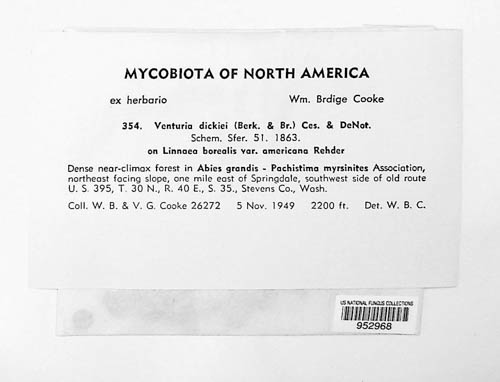 MYCOBIOTA OF NORTH AMERICA
ex herbario Wm. Brdige Cooke
354. Venturia dickiei (Berk. & Br.) Ces. & DeNot.
Schem. Sfer. 51. 1863.
on Linnaea borealis var. americana Rehder
Dense near-climax forest in Abies grandis - Pachistima myrsinites Association,
northeast facing slope, one mile east of Springdale, southwest side of old route
U. S. 395, T. 30 N., R. 40 E., S. 35., Stevens Co., Wash.
Coll. W. B. & V. G. Cooke 26272 5 Nov. 1949 2200 ft. Det. W. B. C.
US NATIONAL FUNGUS COLLECTIONS
952968